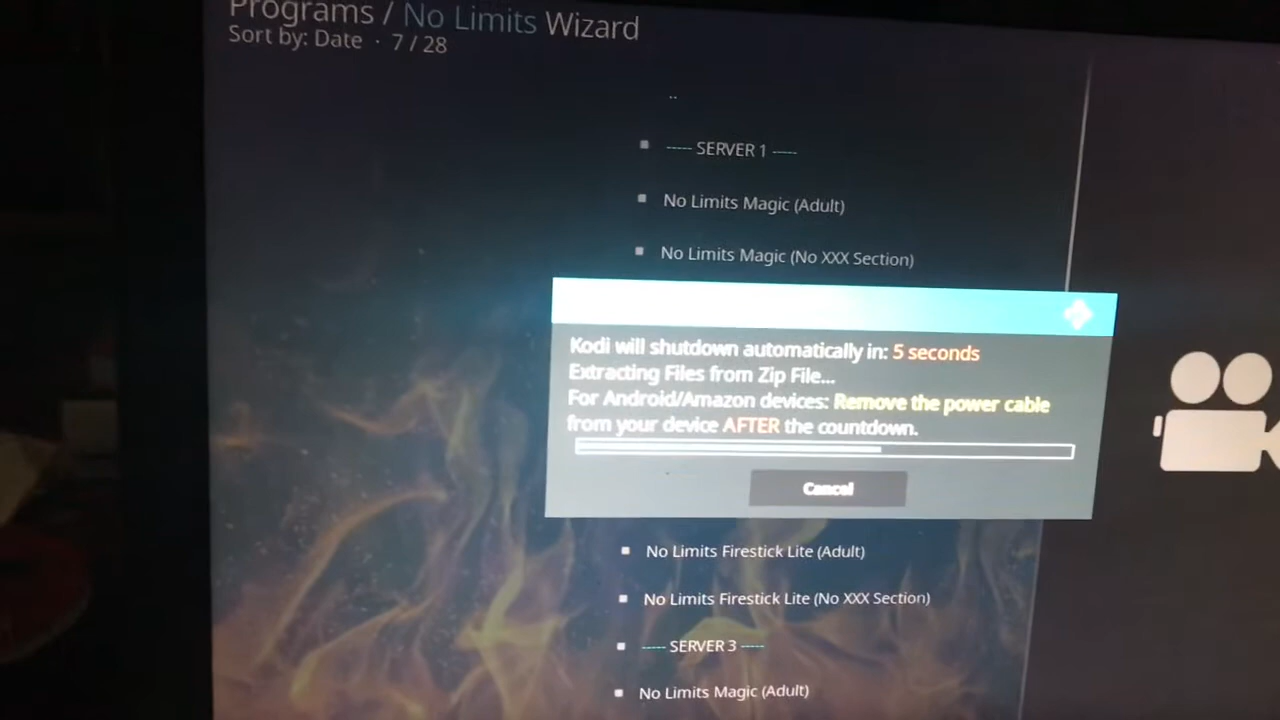 Programs / No Limits Wizard
Sort by: Date · 7 / 28
..
----- SERVER 1 -----
No Limits Magic (Adult)
No Limits Magic (No XXX Section)
Kodi will shutdown automatically in: 5 seconds
Extracting Files from Zip File...
For Android/Amazon devices: Remove the power cable
from your device AFTER the countdown.
Cancel
No Limits Firestick Lite (Adult)
No Limits Firestick Lite (No XXX Section)
----- SERVER 3 -----
No Limits Magic (Adult)